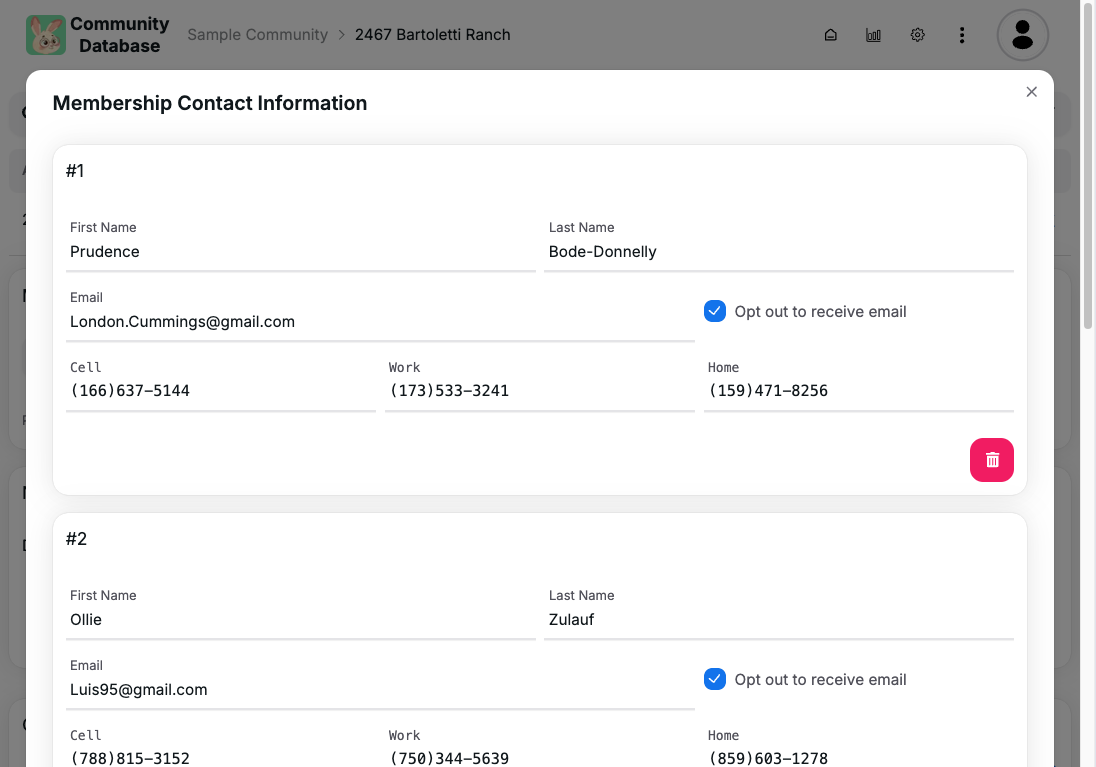 Community
Database
Sample Community > 2467 Bartoletti Ranch
Membership Contact Information
#1
First Name
Last Name
Prudence
Bode-Donnelly
Email
London.Cummings@gmail.com
Opt out to receive email
Cell
Work
Home
(166)637-5144
(173)533-3241
(159)471-8256
#2
First Name
Last Name
Ollie
Zulauf
Email
Luis95@gmail.com
Opt out to receive email
Cell
Work
Home
(788)815-3152
(750)344-5639
(859)603-1278